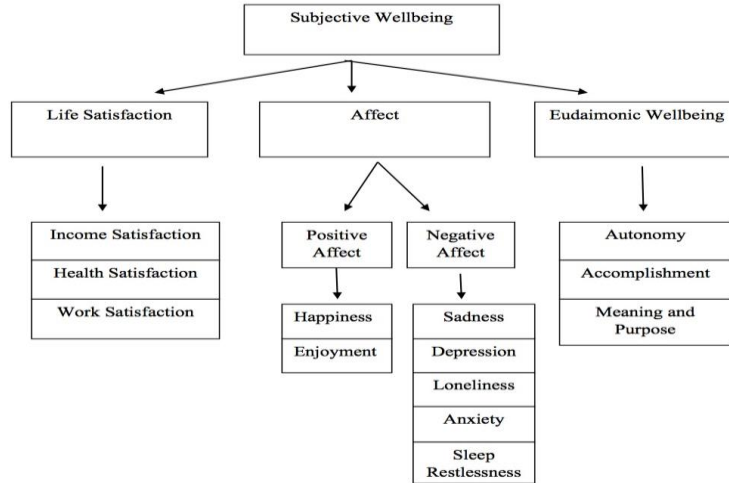 Subjective Wellbeing
Life Satisfaction
Affect
Eudaimonic Wellbeing
Income Satisfaction
Health Satisfaction
Work Satisfaction
Positive
Affect
Negative
Affect
Happiness
Enjoyment
Sadness
Depression
Loneliness
Anxiety
Sleep
Restlessness
Autonomy
Accomplishment
Meaning and
Purpose